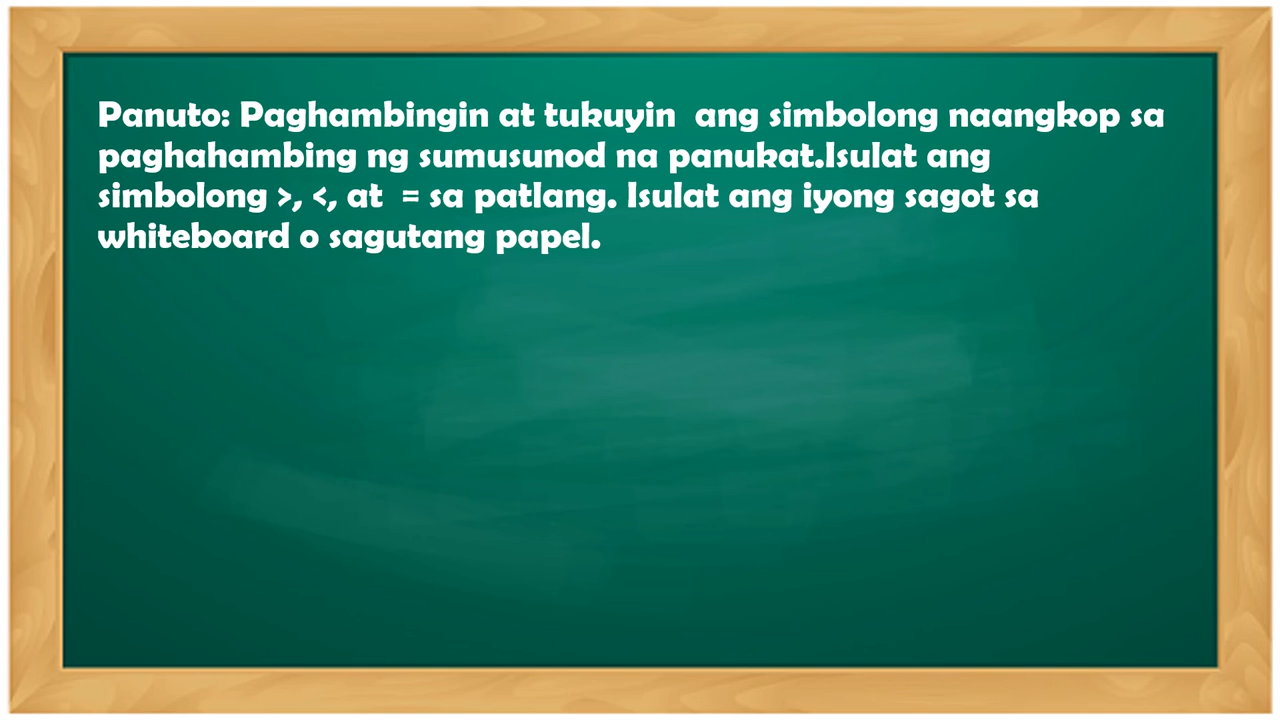 Panuto: Paghambingin at tukuyin  ang simbolong naangkop sa
paghahambing ng sumusunod na panukat.Isulat ang
simbolong >, <, at  = sa patlang. Isulat ang iyong sagot sa
whiteboard o sagutang papel.